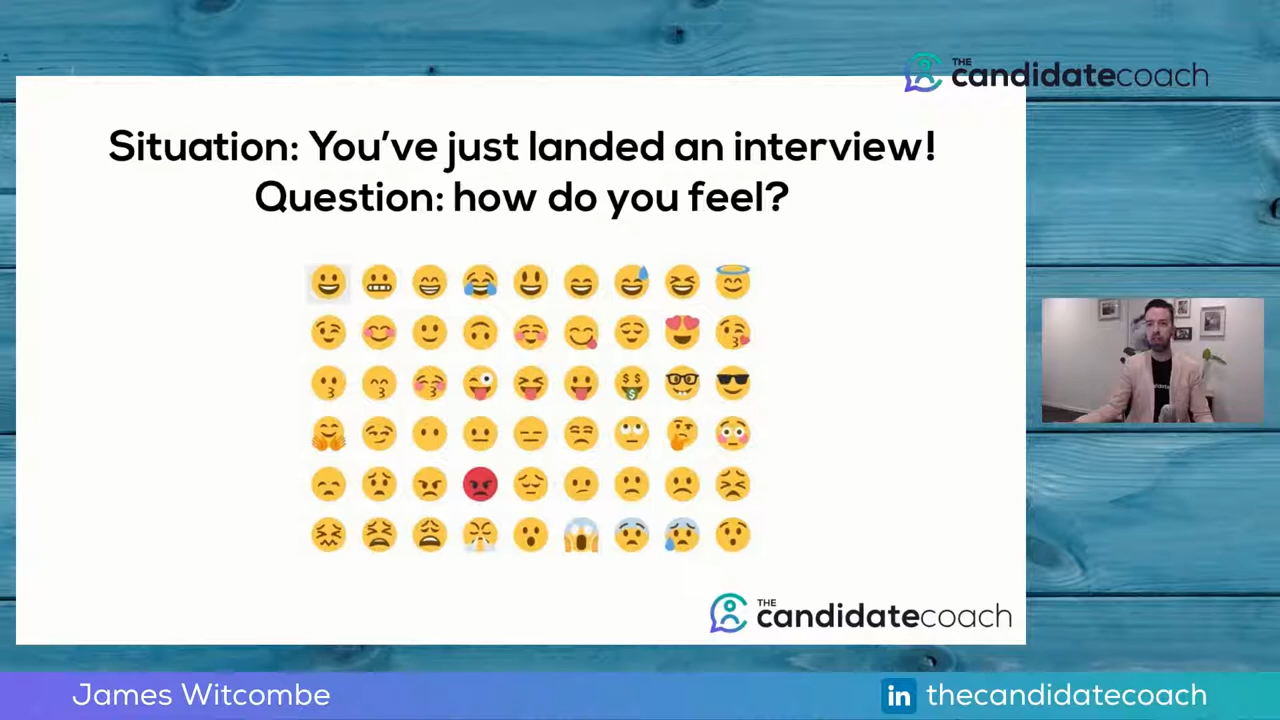 THE
candidatecoach
Situation: You've just landed an interview!
Question: how do you feel?
THE
candidatecoach
James Witcombe
in thecandidatecoach